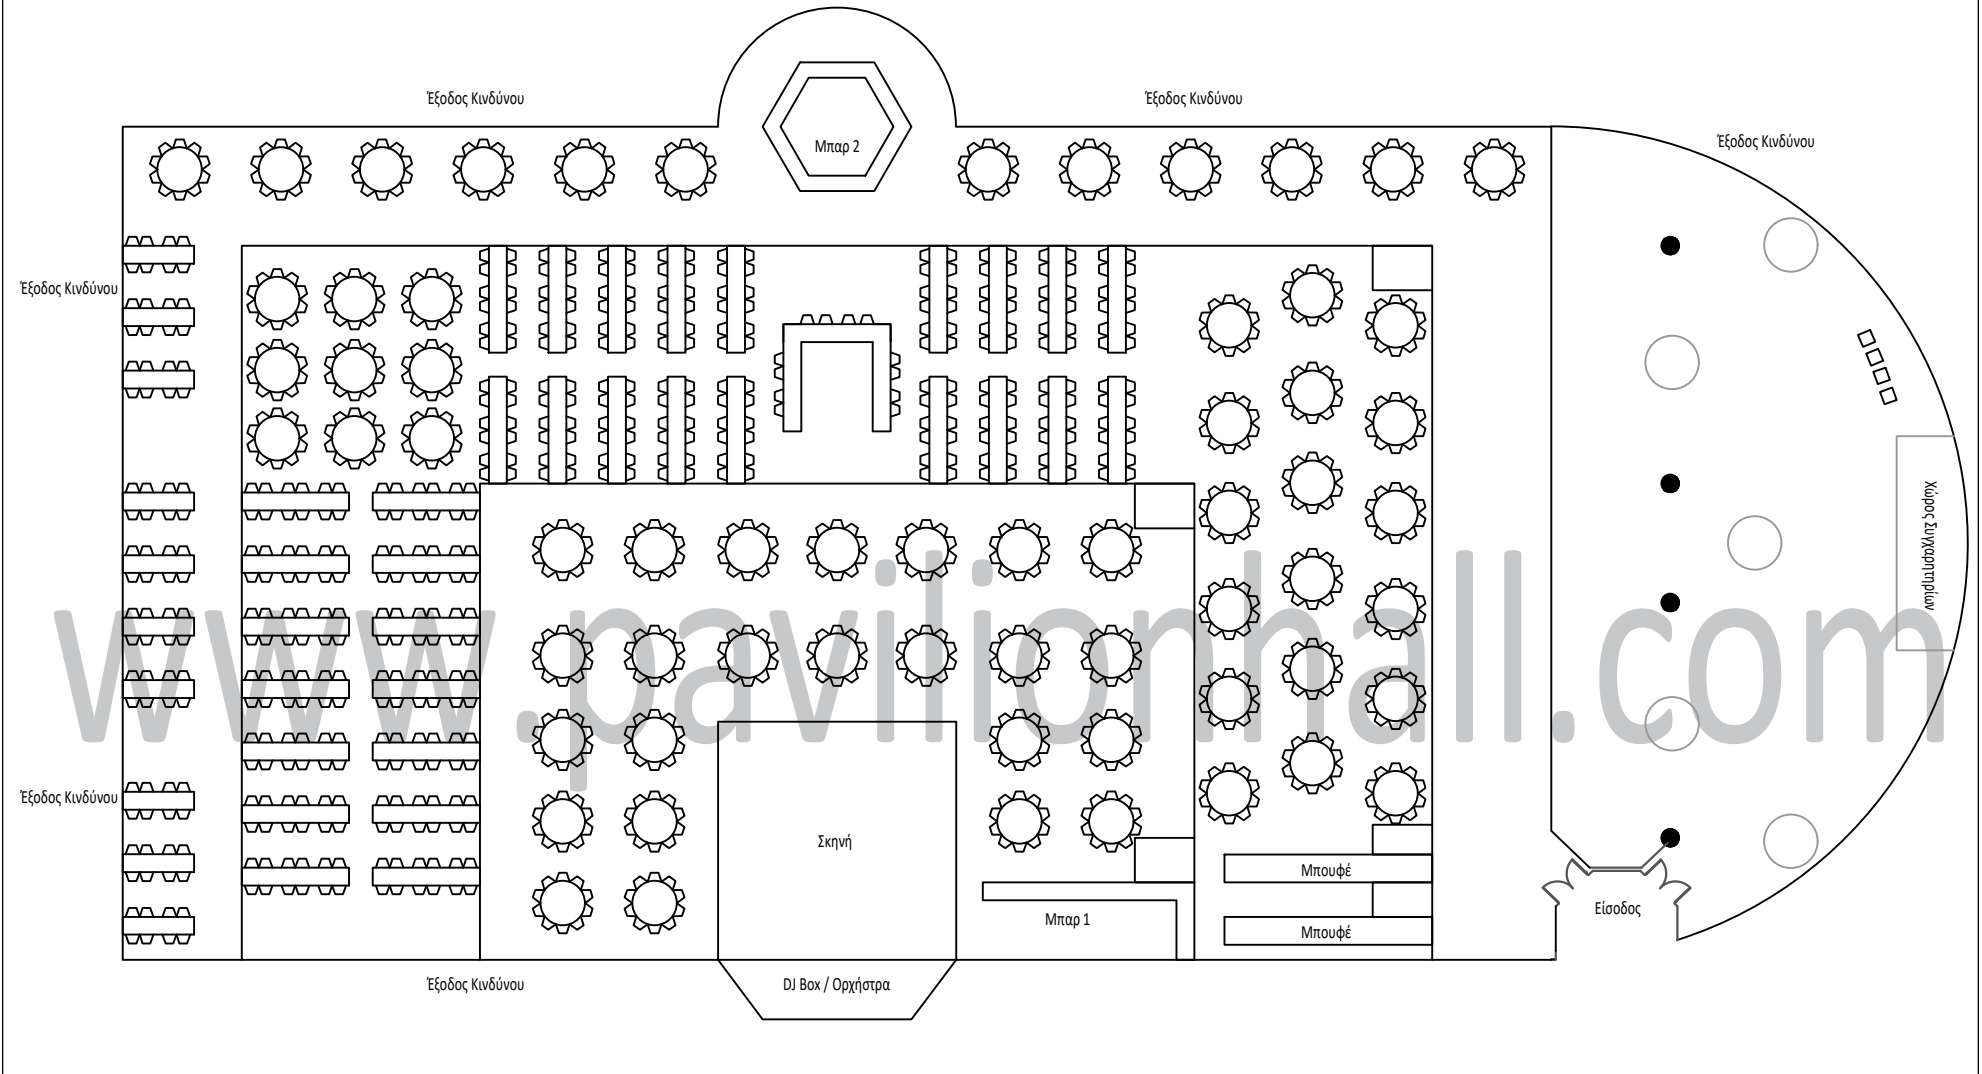 Έξοδος Κινδύνου
Έξοδος Κινδύνου
Έξοδος Κινδύνου
Μπαρ 2
Έξοδος Κινδύνου
Χώρος Συγχαρητηρίων
www.pavilionhall.com
Έξοδος Κινδύνου
Σκηνή
Μπουφέ
Μπαρ 1
Είσοδος
Μπουφέ
Έξοδος Κινδύνου
DJ Box / Ορχήστρα